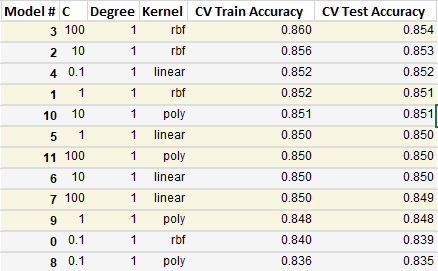 Model # C Degree Kernel CV Train Accuracy CV Test Accuracy
3 100 1 rbf 0.860 0.854
2 10 1 rbf 0.856 0.853
4 0.1 1 linear 0.852 0.852
1 1 1 rbf 0.852 0.851
10 10 1 poly 0.851 0.851
5 1 1 linear 0.850 0.850
11 100 1 poly 0.850 0.850
6 10 1 linear 0.850 0.850
7 100 1 linear 0.850 0.849
9 1 1 poly 0.848 0.848
0 0.1 1 rbf 0.840 0.839
8 0.1 1 poly 0.836 0.835